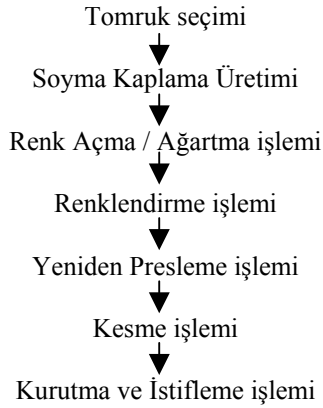 Tomruk seçimi
Soyma Kaplama Üretimi
Renk Açma / Ağartma işlemi
Renklendirme işlemi
Yeniden Presleme işlemi
Kesme işlemi
Kurutma ve İstifleme işlemi